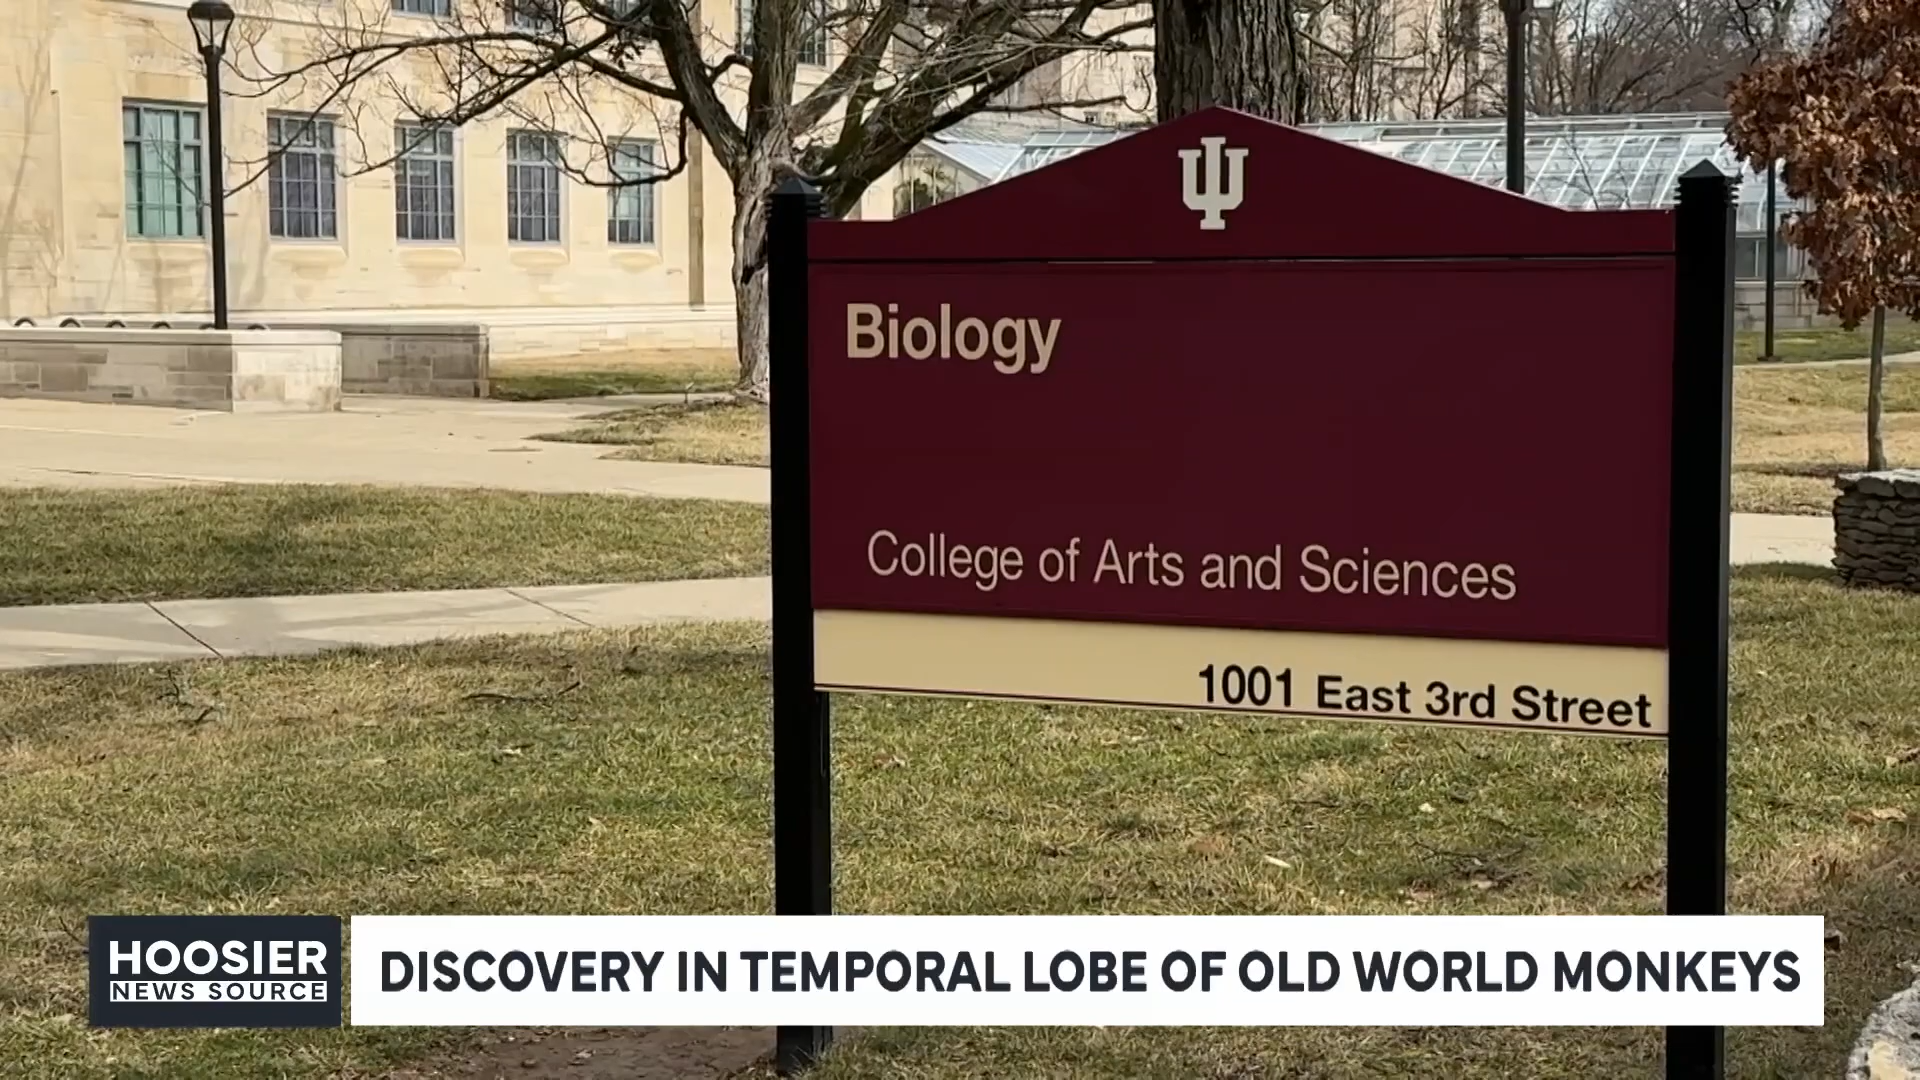 Biology
College of Arts and Sciences
1001 East 3rd Street
HOOSIER
NEWS SOURCE
DISCOVERY IN TEMPORAL LOBE OF OLD WORLD MONKEYS